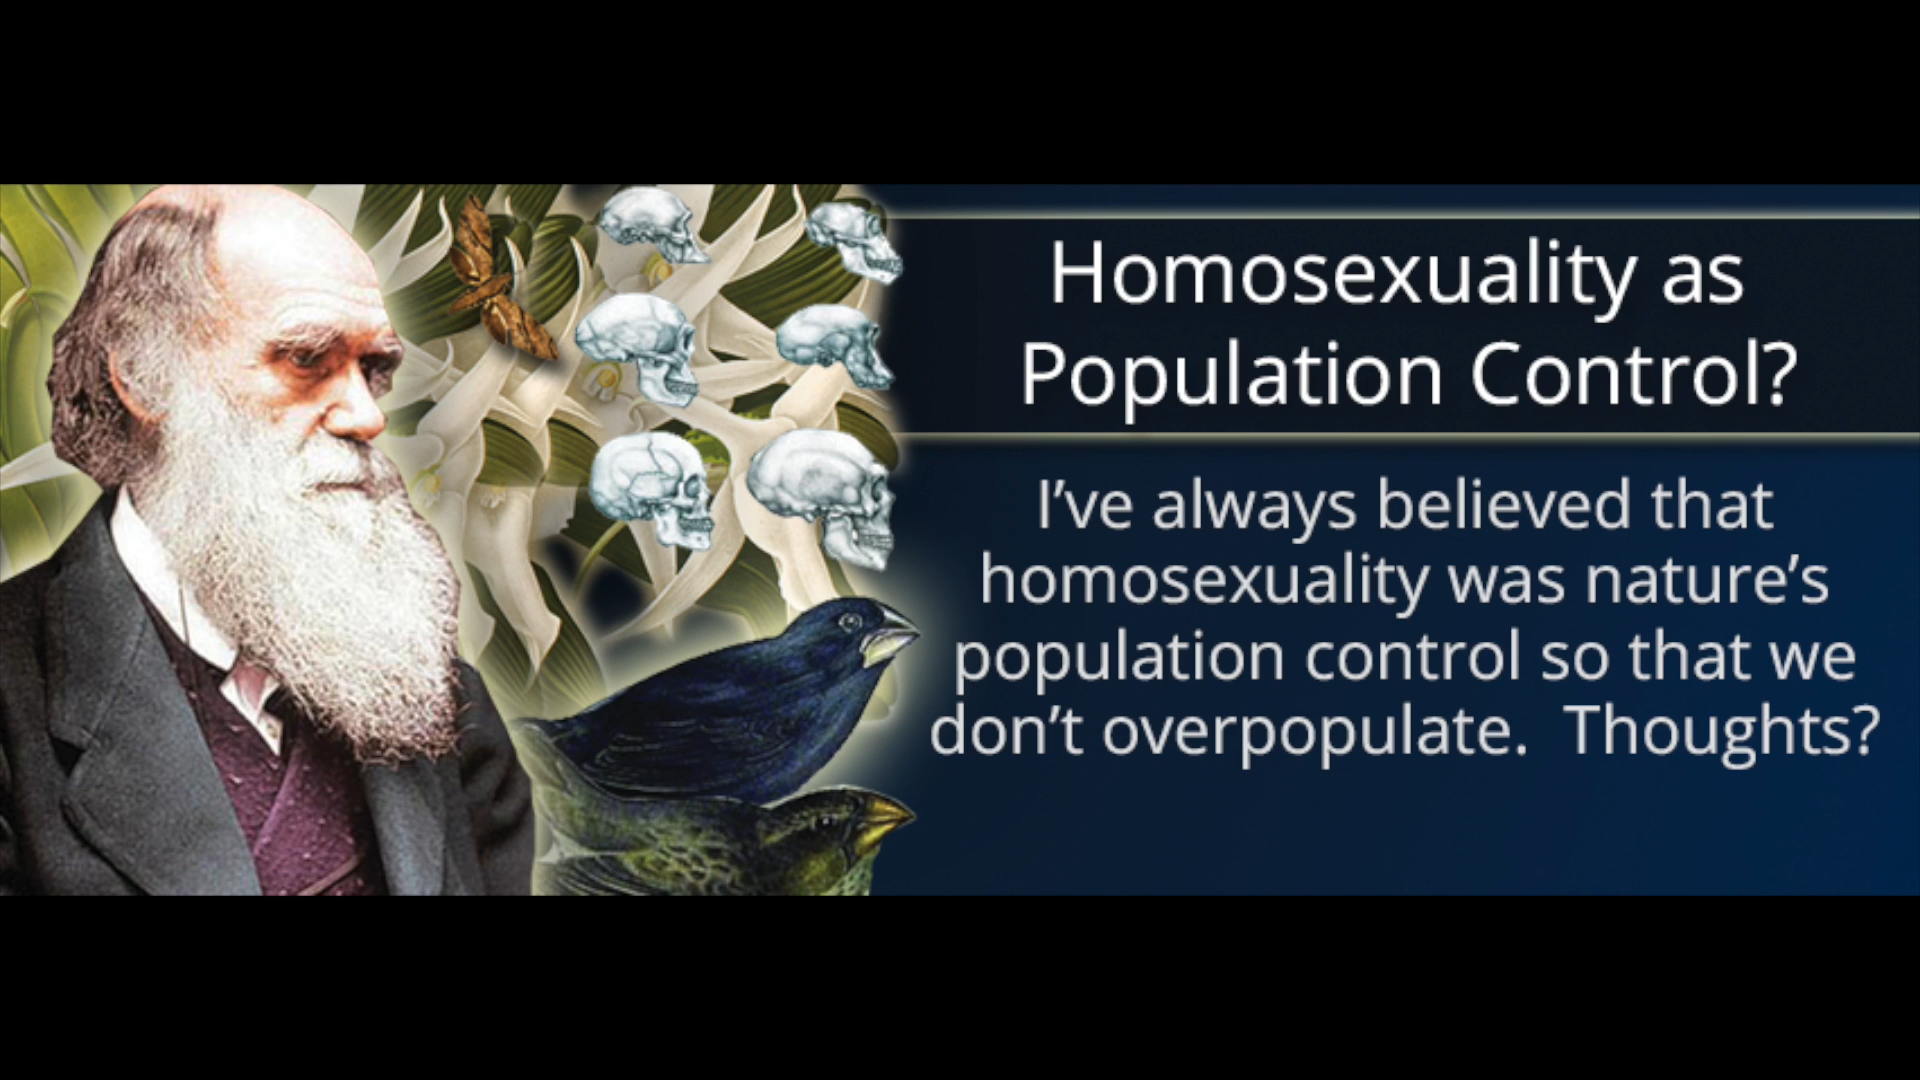 Homosexuality as
Population Control?
I’ve always believed that
homosexuality was nature’s
population control so that we
don’t overpopulate.  Thoughts?